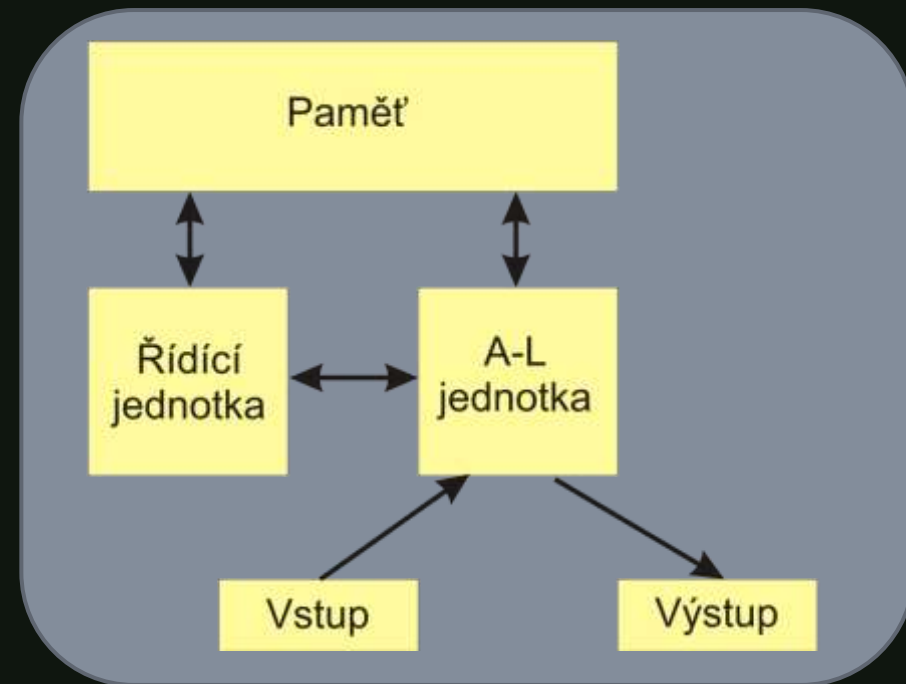 Paměť
Řídící
jednotka
A-L
jednotka
Vstup
Výstup